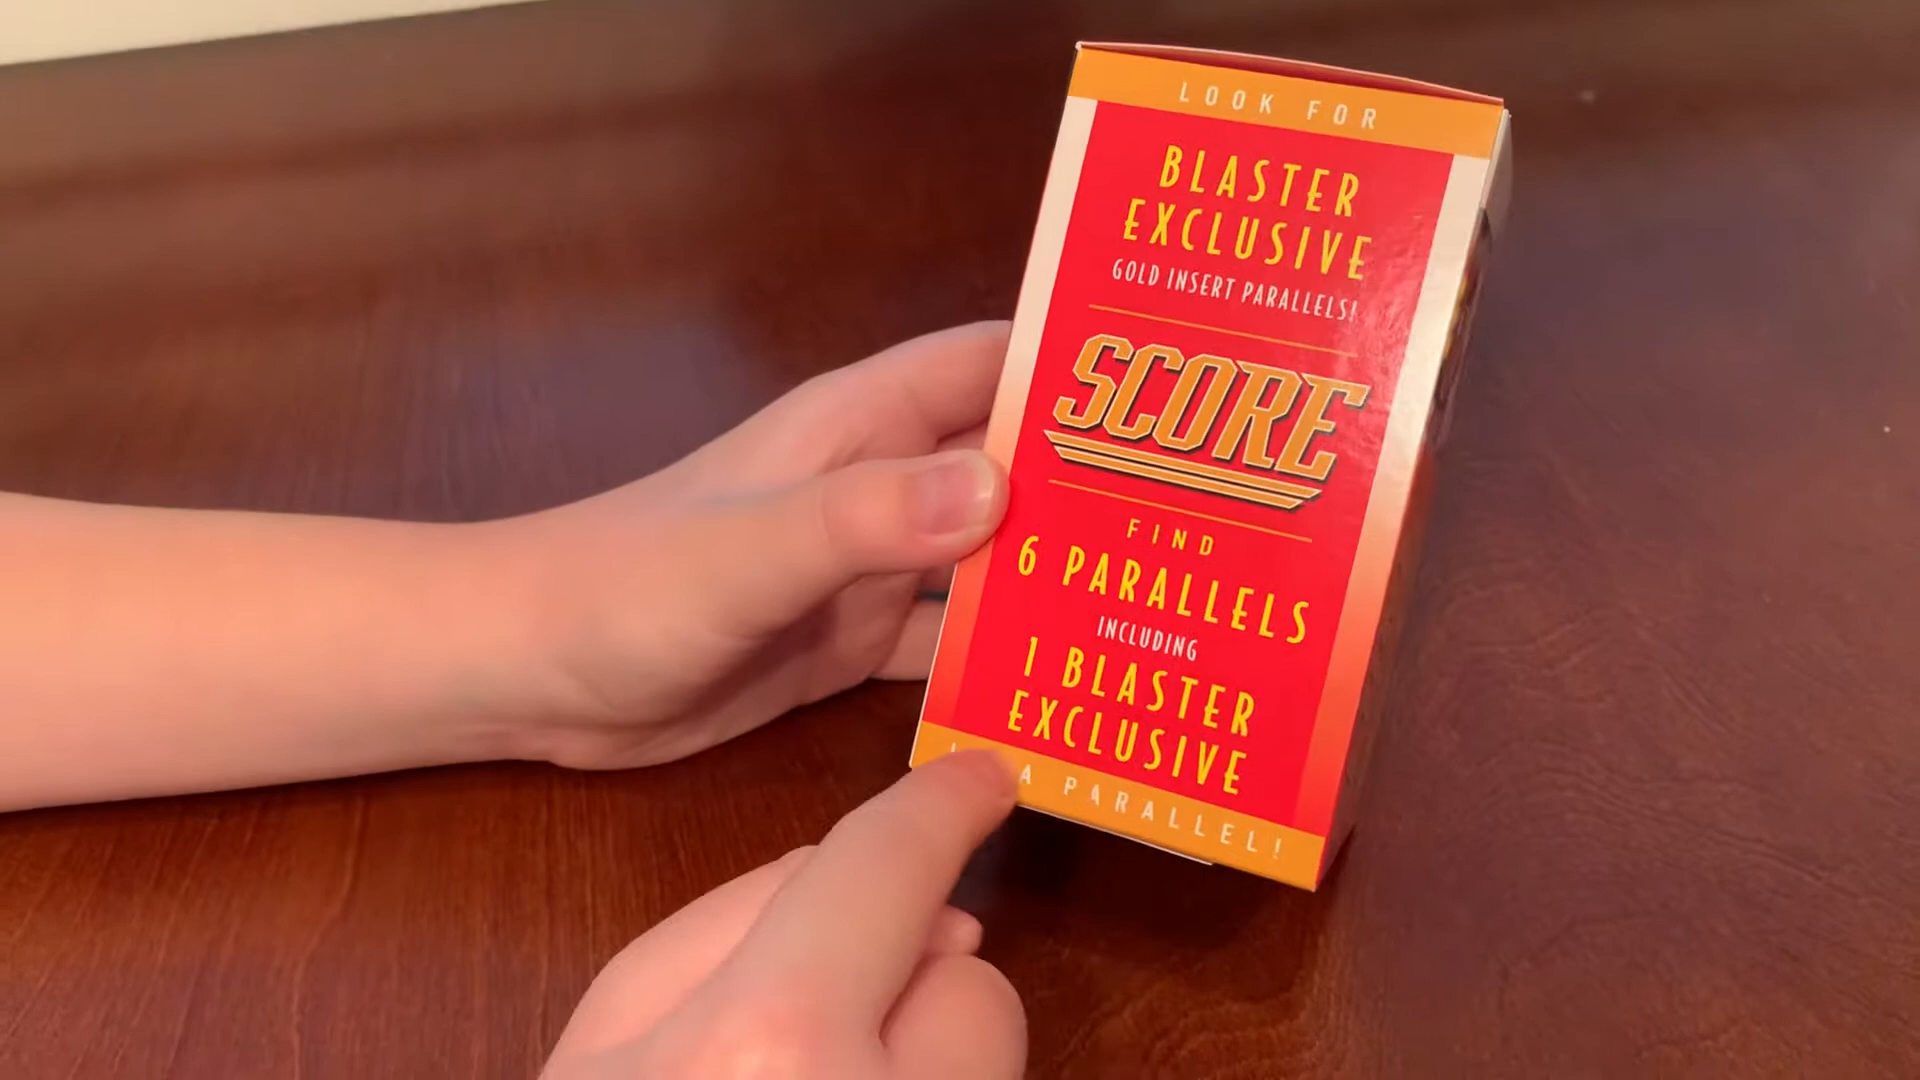 LOOK FOR
BLASTER
EXCLUSIVE
GOLD INSERT PARALLELS!
SCORE
FIND
6 PARALLELS
INCLUDING
1 BLASTER
EXCLUSIVE
A PARALLEL!